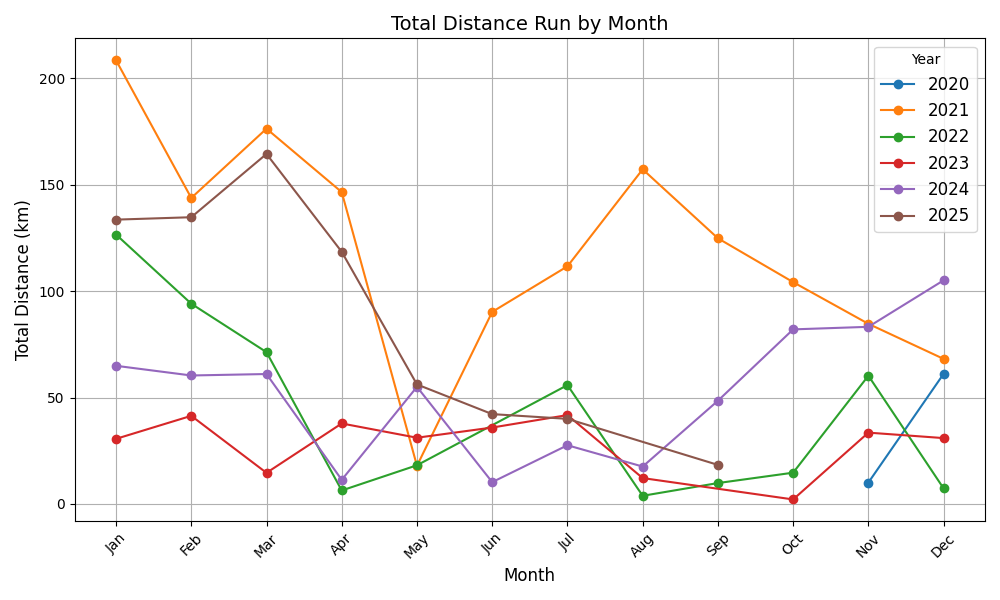 Total Distance Run by Month
Total Distance (km)
200
150
100
50
0
Year
2020
2021
2022
2023
2024
2025
Jan
Feb
Mar
Apr
May
Jun
Jul
Aug
Sep
Oct
Nov
Dec
Month